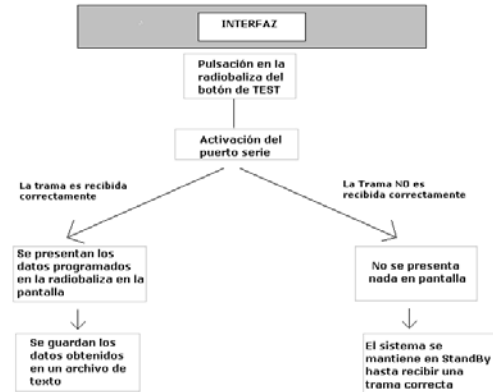 INTERFAZ
Pulsación en la
radiobaliza del
botón de TEST
Activación del
puerto serie
La trama es recibida
correctamente
La Trama NO es
recibida correctamente
Se presentan los
datos programados
en la radiobaliza en la
pantalla
No se presenta
nada en pantalla
Se guardan los
datos obtenidos
en un archivo de
texto
El sistema se
mantiene en StandBy
hasta recibir una
trama correcta